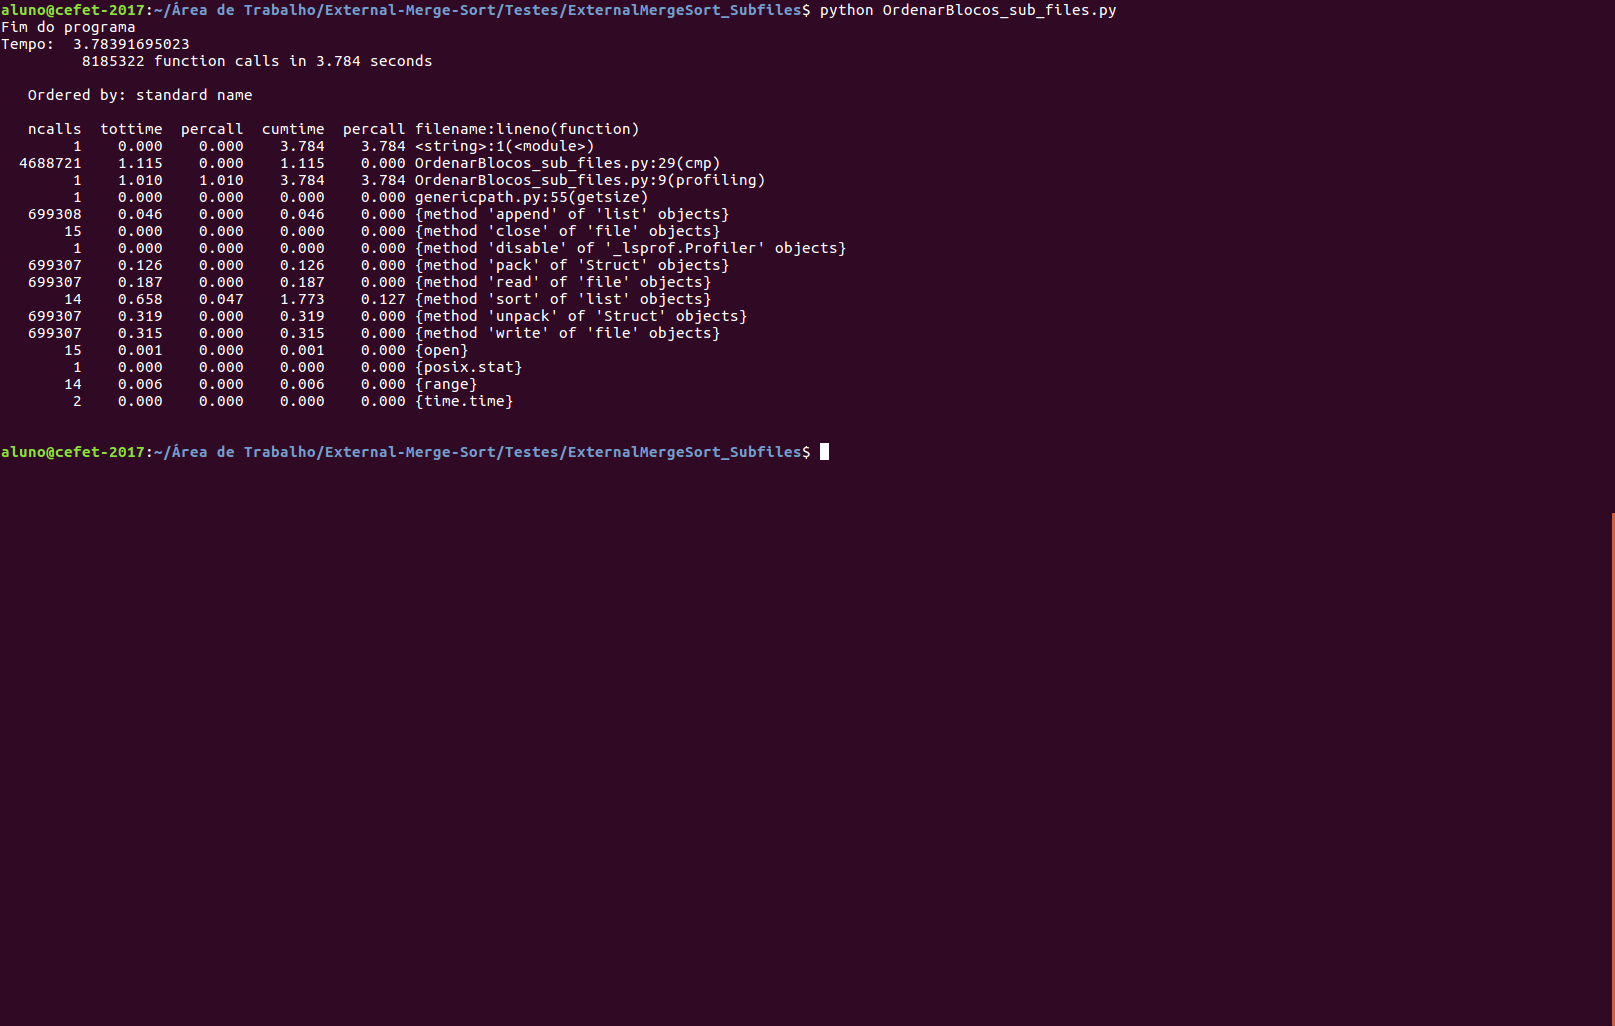 aluno@cefet-2017:~/Área de Trabalho/External-Merge-Sort/Testes/ExternalMergeSort_Subfiles$ python OrdenarBlocos_sub_files.py
Fim do programa
Tempo:  3.78391695023
         8185322 function calls in 3.784 seconds

   Ordered by: standard name

   ncalls  tottime  percall  cumtime  percall filename:lineno(function)
        1    0.000    0.000    3.784    3.784 <string>:1(<module>)
  4688721    1.115    0.000    1.115    0.000 OrdenarBlocos_sub_files.py:29(cmp)
        1    1.010    1.010    3.784    3.784 OrdenarBlocos_sub_files.py:9(profiling)
        1    0.000    0.000    0.000    0.000 genericpath.py:55(getsize)
   699308    0.046    0.000    0.046    0.000 {method 'append' of 'list' objects}
       15    0.000    0.000    0.000    0.000 {method 'close' of 'file' objects}
        1    0.000    0.000    0.000    0.000 {method 'disable' of '_lsprof.Profiler' objects}
   699307    0.126    0.000    0.126    0.000 {method 'pack' of 'Struct' objects}
   699307    0.187    0.000    0.187    0.000 {method 'read' of 'file' objects}
       14    0.658    0.047    1.773    0.127 {method 'sort' of 'list' objects}
   699307    0.319    0.000    0.319    0.000 {method 'unpack' of 'Struct' objects}
   699307    0.315    0.000    0.315    0.000 {method 'write' of 'file' objects}
       15    0.001    0.000    0.001    0.000 {open}
        1    0.000    0.000    0.000    0.000 {posix.stat}
       14    0.006    0.000    0.006    0.000 {range}
        2    0.000    0.000    0.000    0.000 {time.time}

aluno@cefet-2017:~/Área de Trabalho/External-Merge-Sort/Testes/ExternalMergeSort_Subfiles$